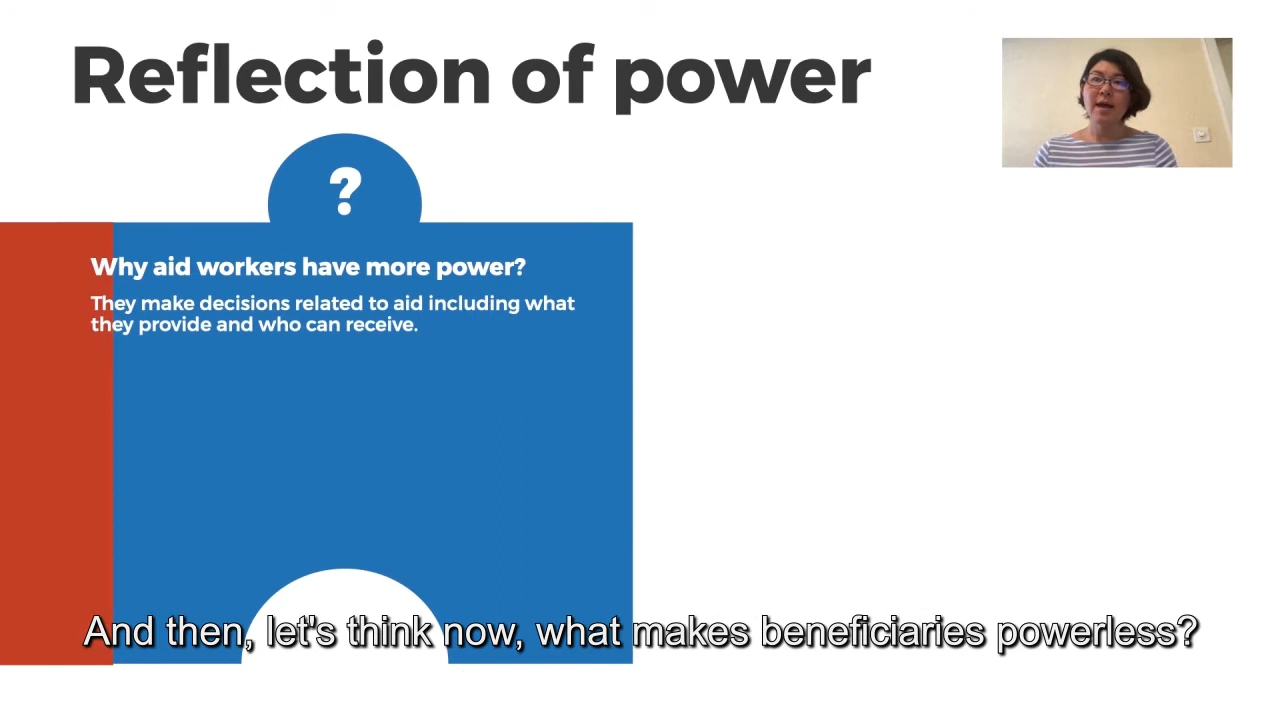 Reflection of power
?
Why aid workers have more power?
They make decisions related to aid including what
they provide and who can receive.
And then, let's think now, what makes beneficiaries powerless?